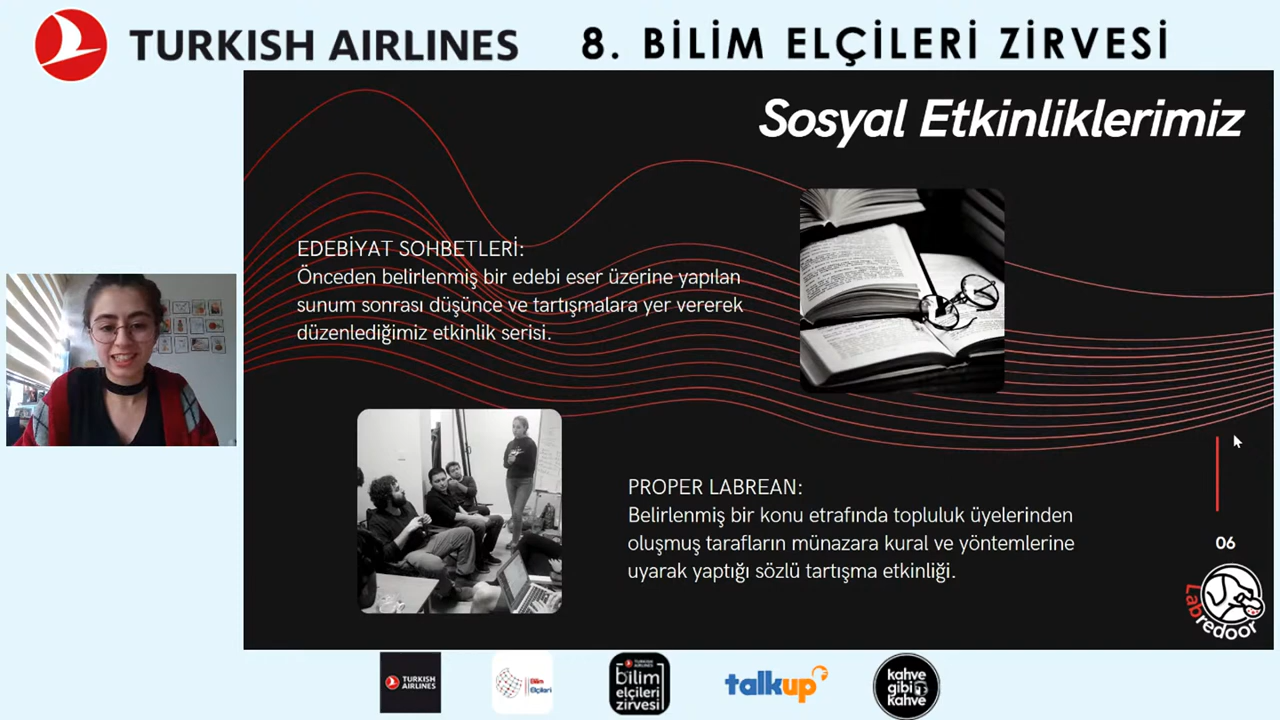 TURKISH AIRLINES
8. BİLİM ELÇİLERİ ZİRVESİ
Sosyal Etkinliklerimiz
EDEBİYAT SOHBETLERİ:
Önceden belirlenmiş bir edebi eser üzerine yapılan
sunum sonrası düşünce ve tartışmalara yer vererek
düzenlediğimiz etkinlik serisi.
PROPER LABREAN:
Belirlenmiş bir konu etrafında topluluk üyelerinden
oluşmuş tarafların münazara kural ve yöntemlerine
uyarak yaptığı sözlü tartışma etkinliği.
06
Labredoor
TURKISH
AIRLINES
Bilim
Elçileri
TURKISH
AIRLINES
bilim
elçileri
zirvesi
talkup
kahve
gibi
kahve